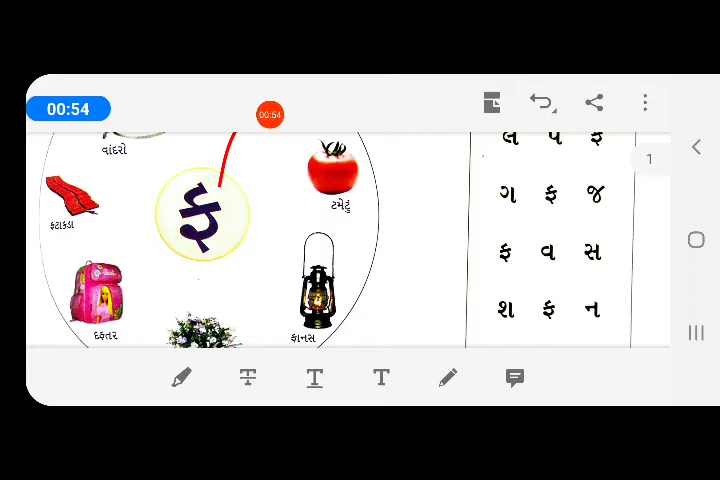 00:54
00:54
1
વાંદરો
ફટાકડા
ફ
ટમેટું
દફતર
ફાનસ
લ પ ફ
ગ ફ જ
ફ વ સ
શ ફ ન
T
T
T